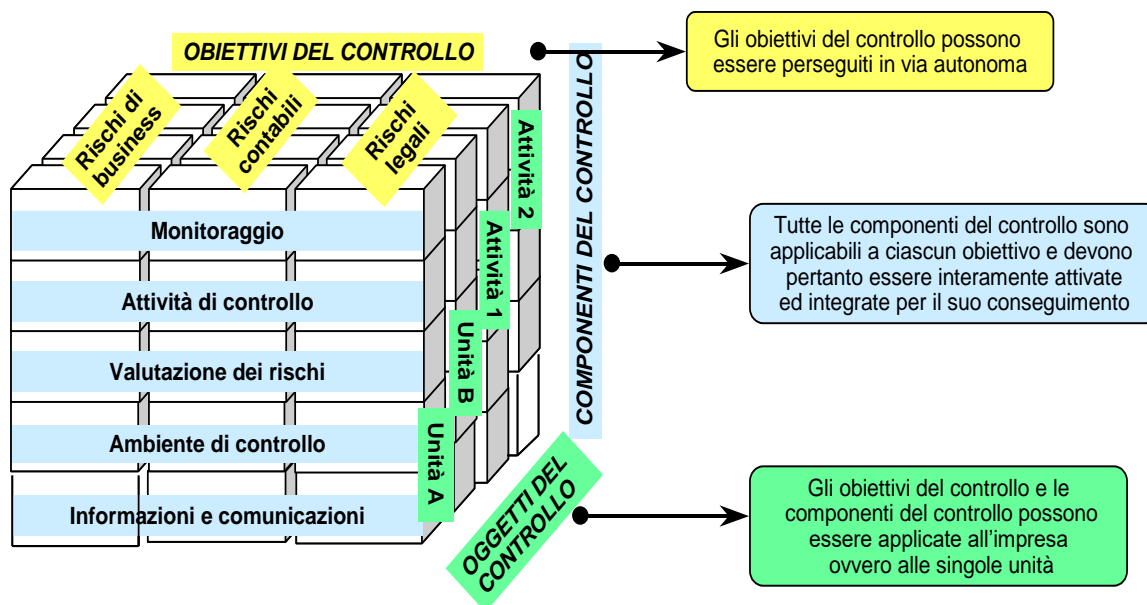 OBIETTIVI DEL CONTROLLO
Rischi di
business
Rischi
contabili
Rischi
legali
Monitoraggio
Attività di controllo
Valutazione dei rischi
Ambiente di controllo
Informazioni e comunicazioni
Unità A
Unità B
Attività 1
Attività 2
COMPONENTI DEL CONTROLLO
OGGETTI DEL
CONTROLLO
Gli obiettivi del controllo possono
essere perseguiti in via autonoma
Tutte le componenti del controllo sono
applicabili a ciascun obiettivo e devono
pertanto essere interamente attivate
ed integrate per il suo conseguimento
Gli obiettivi del controllo e le
componenti del controllo possono
essere applicate all’impresa
ovvero alle singole unità